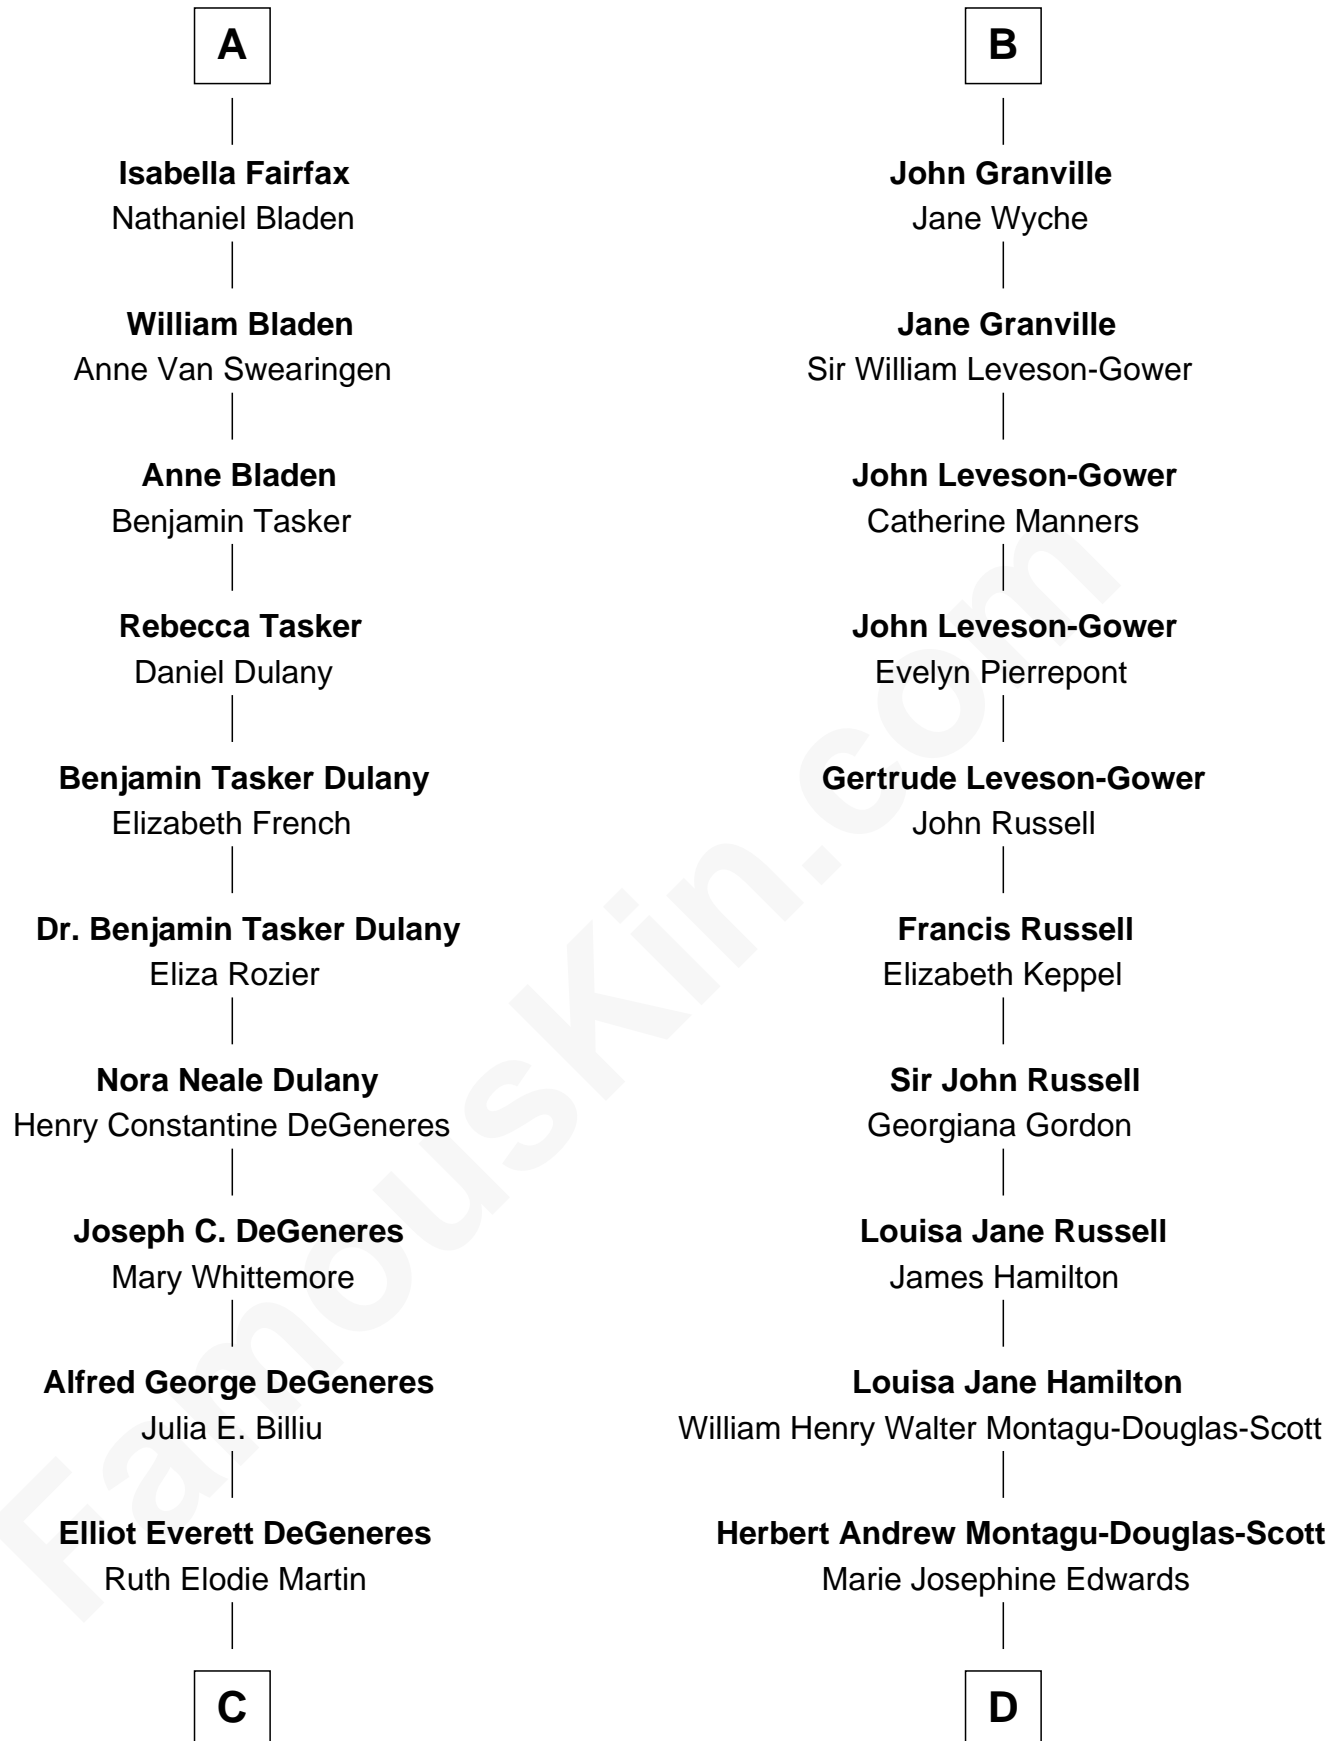 A
Isabella Fairfax
Nathaniel Bladen
William Bladen
Anne Van Swearingen
Anne Bladen
Benjamin Tasker
Rebecca Tasker
Daniel Dulany
Benjamin Tasker Dulany
Elizabeth French
Dr. Benjamin Tasker Dulany
Eliza Rozier
Nora Neale Dulany
Henry Constantine DeGeneres
Joseph C. DeGeneres
Mary Whittemore
Alfred George DeGeneres
Julia E. Billiu
Elliot Everett DeGeneres
Ruth Elodie Martin
C
B
John Granville
Jane Wyche
Jane Granville
Sir William Leveson-Gower
John Leveson-Gower
Catherine Manners
John Leveson-Gower
Evelyn Pierrepont
Gertrude Leveson-Gower
John Russell
Francis Russell
Elizabeth Keppel
Sir John Russell
Georgiana Gordon
Louisa Jane Russell
James Hamilton
Louisa Jane Hamilton
William Henry Walter Montagu-Douglas-Scott
Herbert Andrew Montagu-Douglas-Scott
Marie Josephine Edwards
D
FamousKin.com